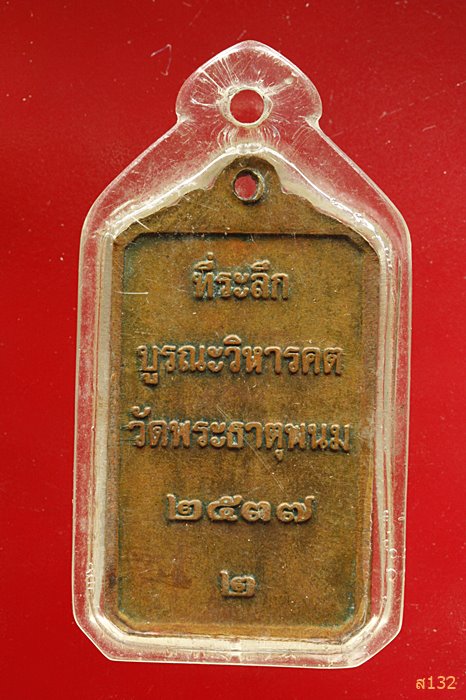 ที่ระลึก
บูรณะวิหารคต
วัดพระธาตุพนม
๒๕๓๗
๒
ส132